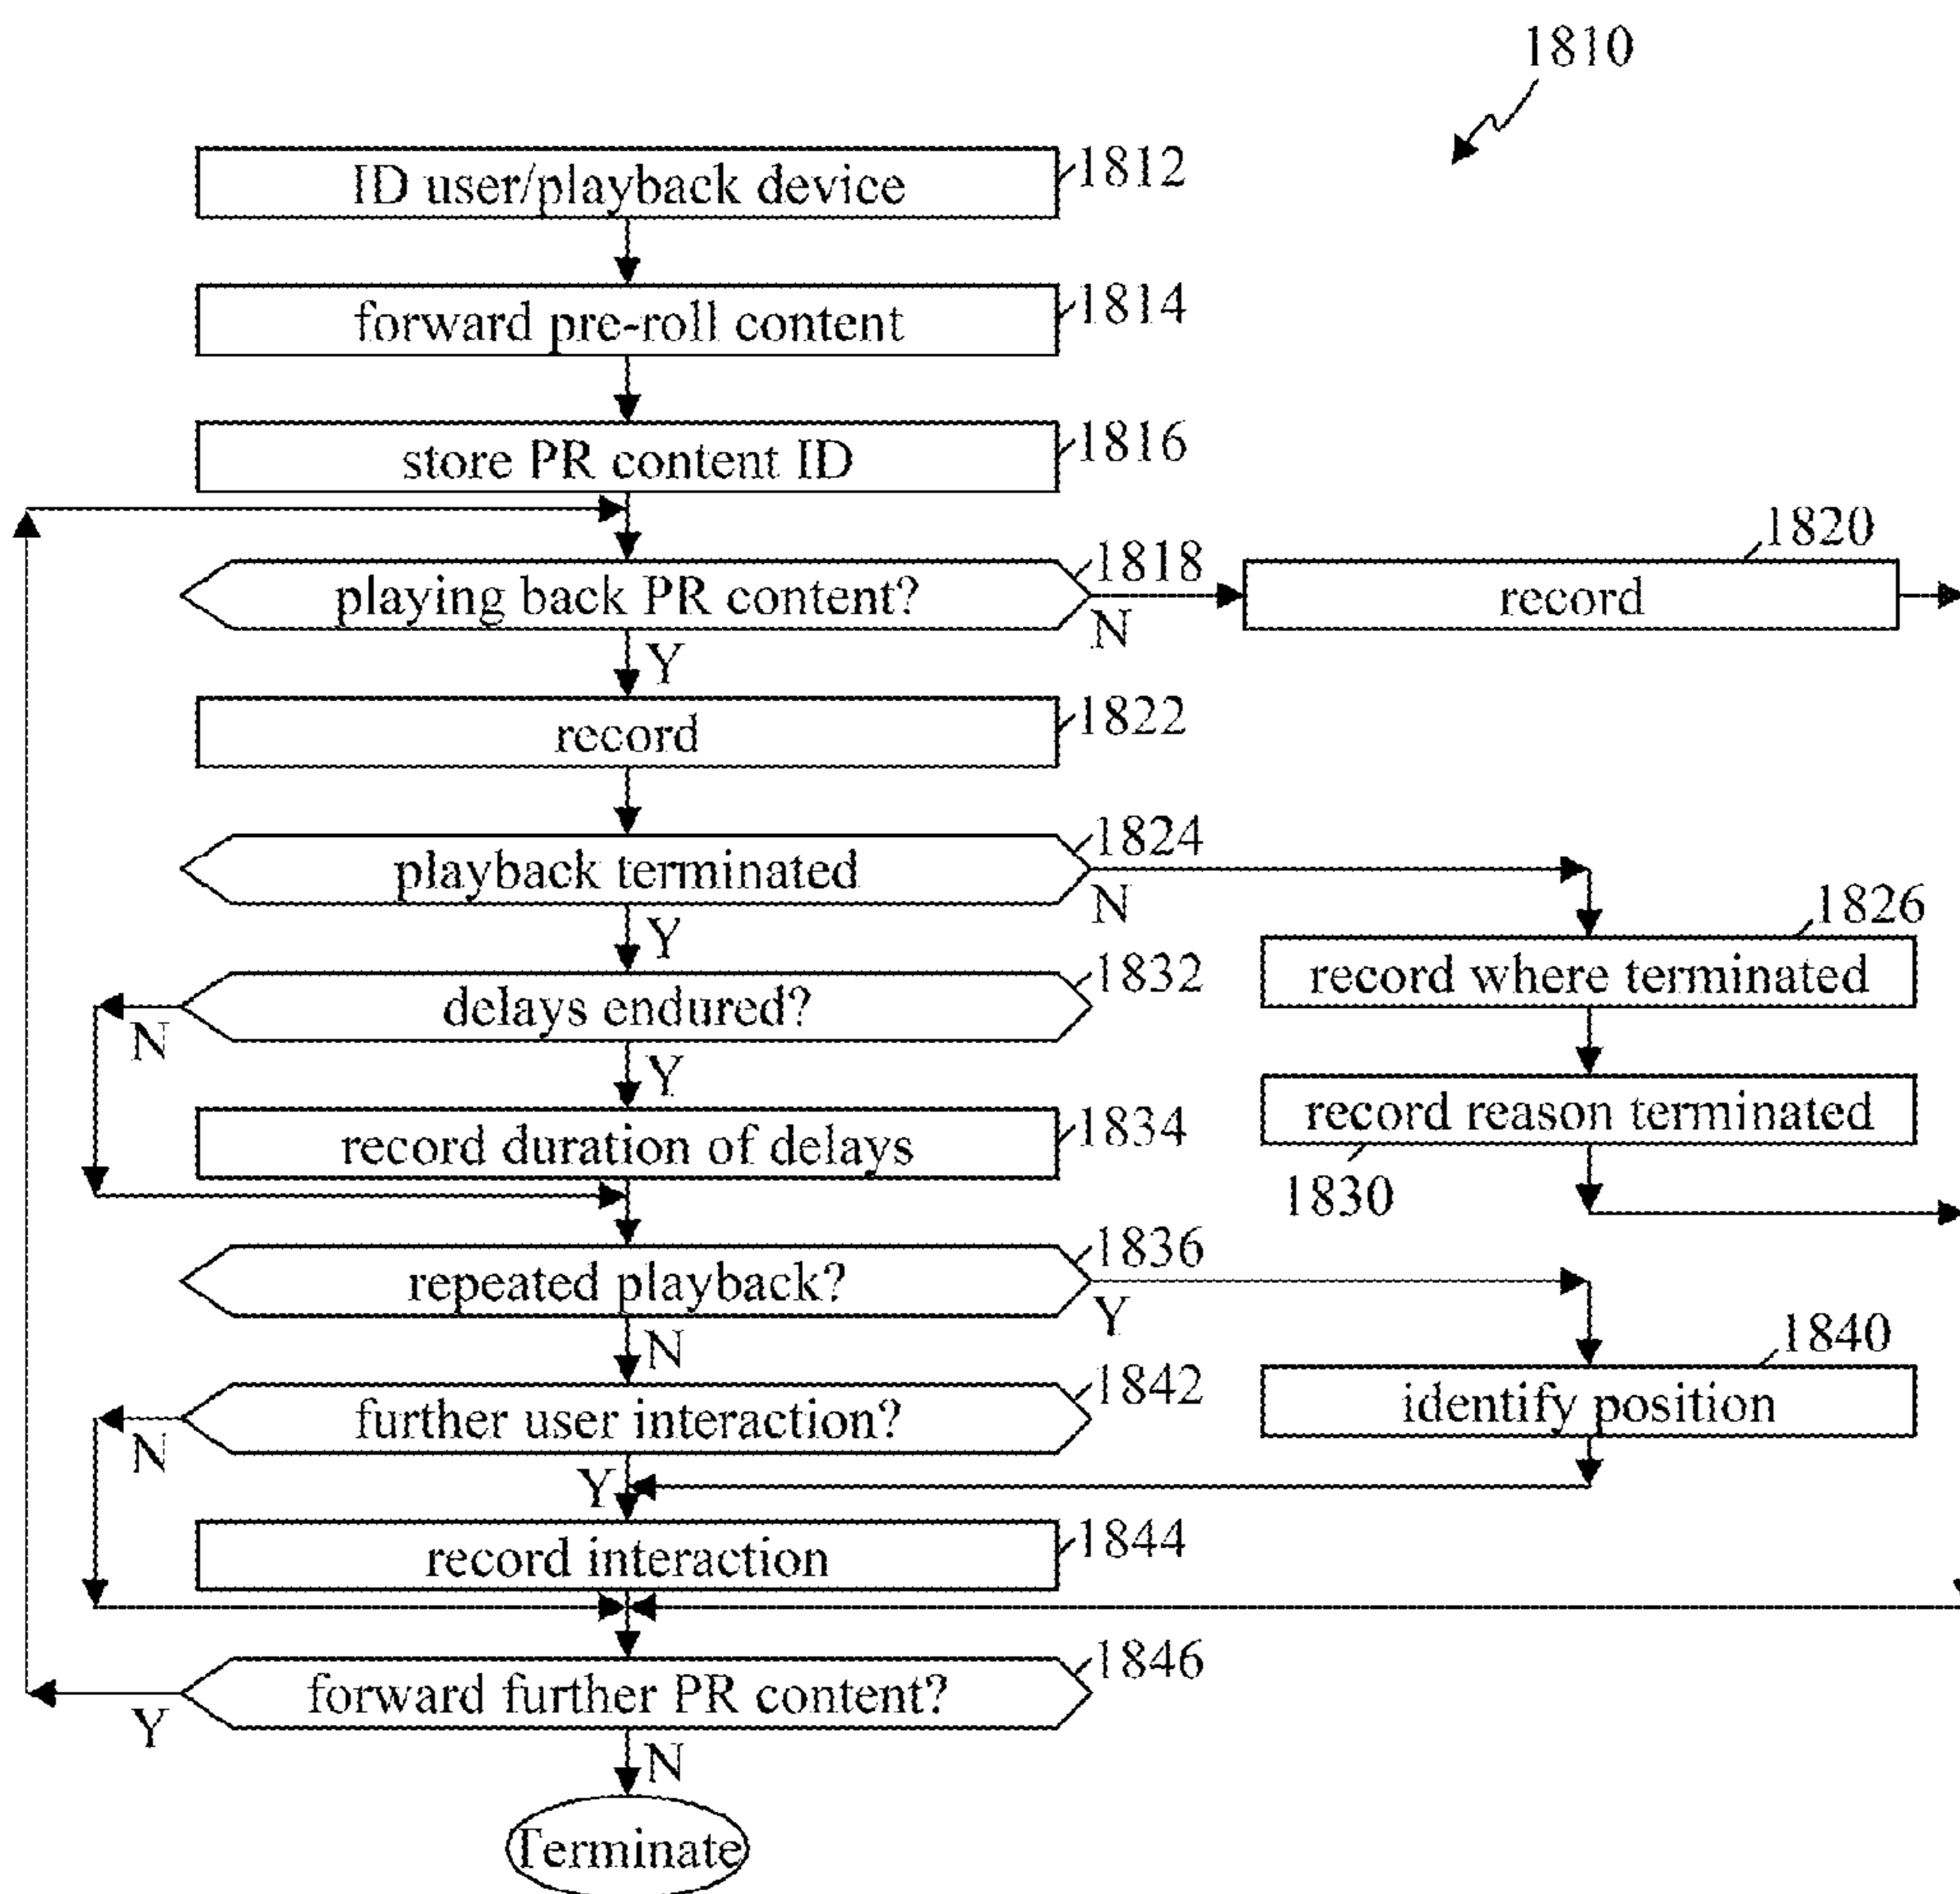 1810
ID user/playback device
1812
forward pre-roll content
1814
store PR content ID
1816
playing back PR content?
1818
N
Y
record
1820
record
1822
playback terminated
1824
N
Y
record where terminated
1826
delays endured?
1832
N
Y
record reason terminated
1830
record duration of delays
1834
repeated playback?
1836
Y
N
identify position
1840
further user interaction?
1842
N
Y
record interaction
1844
forward further PR content?
1846
Y
N
Terminate